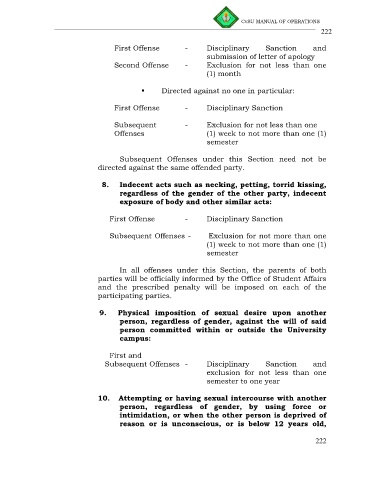 CvSU MANUAL OF OPERATIONS
222
First Offense - Disciplinary Sanction and
submission of letter of apology
Second Offense - Exclusion for not less than one
(1) month
• Directed against no one in particular:
First Offense - Disciplinary Sanction
Subsequent - Exclusion for not less than one
Offenses (1) week to not more than one (1)
semester
Subsequent Offenses under this Section need not be
directed against the same offended party.
8. Indecent acts such as necking, petting, torrid kissing,
regardless of the gender of the other party, indecent
exposure of body and other similar acts:
First Offense - Disciplinary Sanction
Subsequent Offenses - Exclusion for not more than one
(1) week to not more than one (1)
semester
In all offenses under this Section, the parents of both
parties will be officially informed by the Office of Student Affairs
and the prescribed penalty will be imposed on each of the
participating parties.
9. Physical imposition of sexual desire upon another
person, regardless of gender, against the will of said
person committed within or outside the University
campus:
First and
Subsequent Offenses - Disciplinary Sanction and
exclusion for not less than one
semester to one year
10. Attempting or having sexual intercourse with another
person, regardless of gender, by using force or
intimidation, or when the other person is deprived of
reason or is unconscious, or is below 12 years old,
222